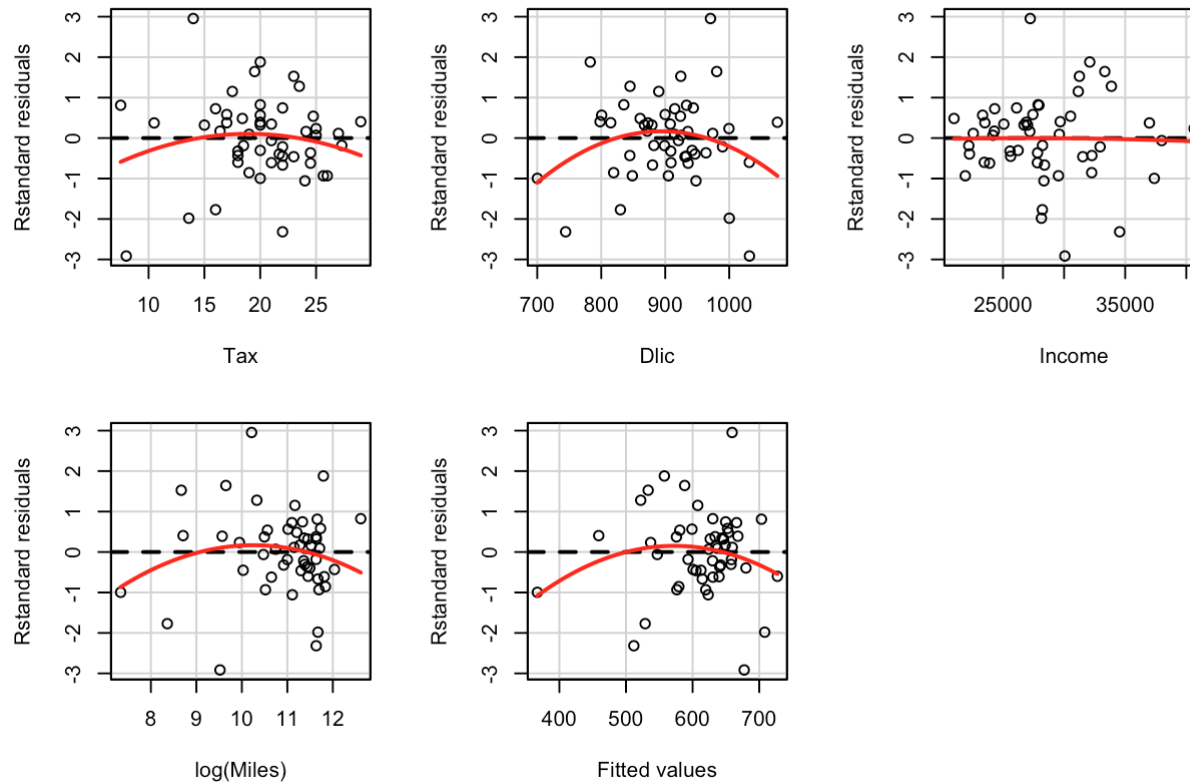 Rstandard residuals
-3 -2 -1 0 1 2 3
10 15 20 25
Tax
Rstandard residuals
-3 -2 -1 0 1 2 3
700 800 900 1000
Dlic
Rstandard residuals
-3 -2 -1 0 1 2 3
25000 35000
Income
Rstandard residuals
-3 -2 -1 0 1 2 3
8 9 10 11 12
log(Miles)
Rstandard residuals
-3 -2 -1 0 1 2 3
400 500 600 700
Fitted values